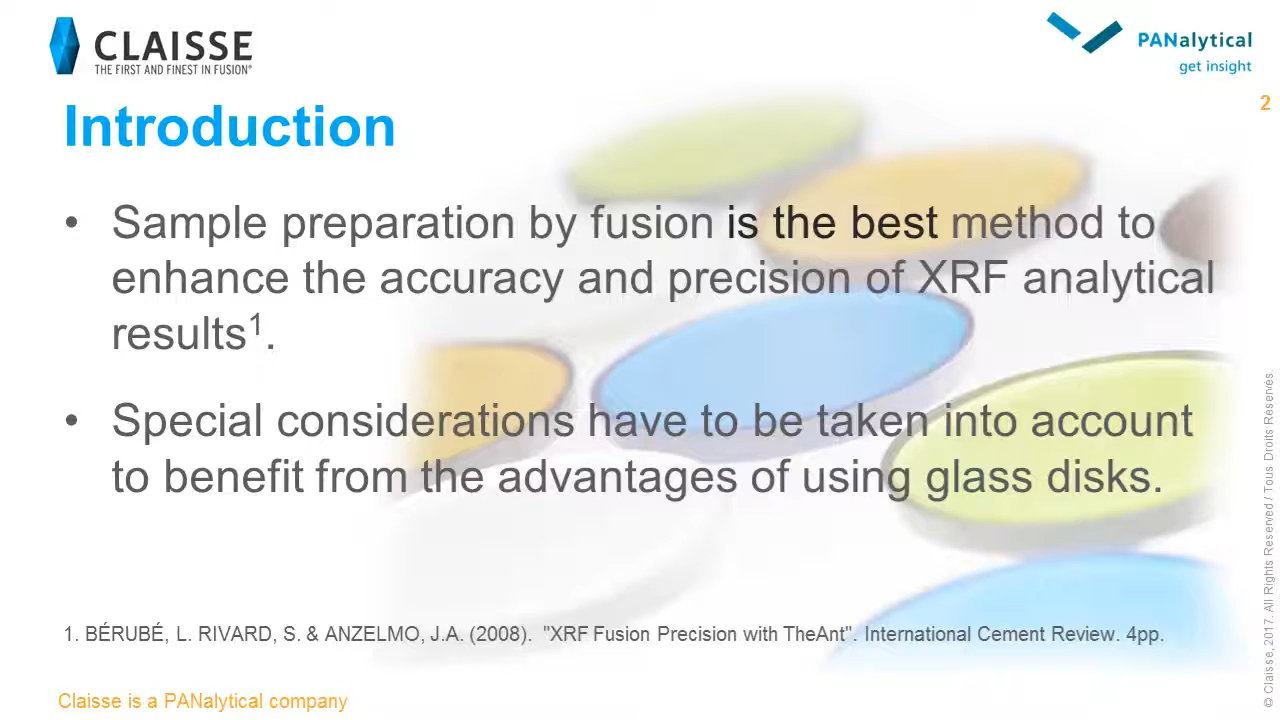 CLAISSE
THE FIRST AND FINEST IN FUSION®
PANalytical
get insight
2
Introduction
• Sample preparation by fusion is the best method to
enhance the accuracy and precision of XRF analytical
results¹.
• Special considerations have to be taken into account
to benefit from the advantages of using glass disks.
1. BÉRUBÉ, L. RIVARD, S. & ANZELMO, J.A. (2008). "XRF Fusion Precision with TheAnt". International Cement Review. 4pp.
Claisse is a PANalytical company
© Claisse, 2017. All Rights Reserved / Tous Droits Réservés.